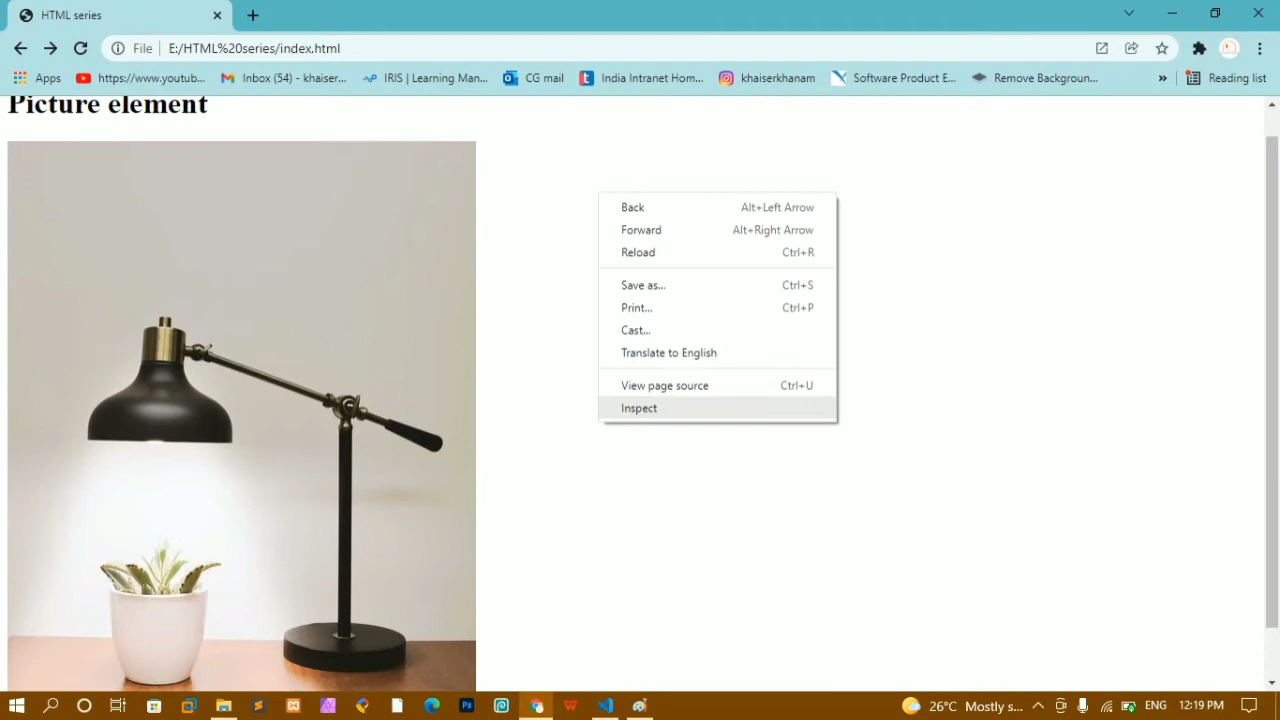 HTML series
File E:/HTML%20series/index.html
Apps https://www.youtub... Inbox (54) - khaiser... IRIS | Learning Man... CG mail India Intranet Hom... khaiserkhanam Software Product E... Remove Backgroun... » Reading list
Picture element
Back Alt+Left Arrow
Forward Alt+Right Arrow
Reload Ctrl+R
Save as... Ctrl+S
Print... Ctrl+P
Cast...
Translate to English
View page source Ctrl+U
Inspect
26°C Mostly s... ENG 12:19 PM